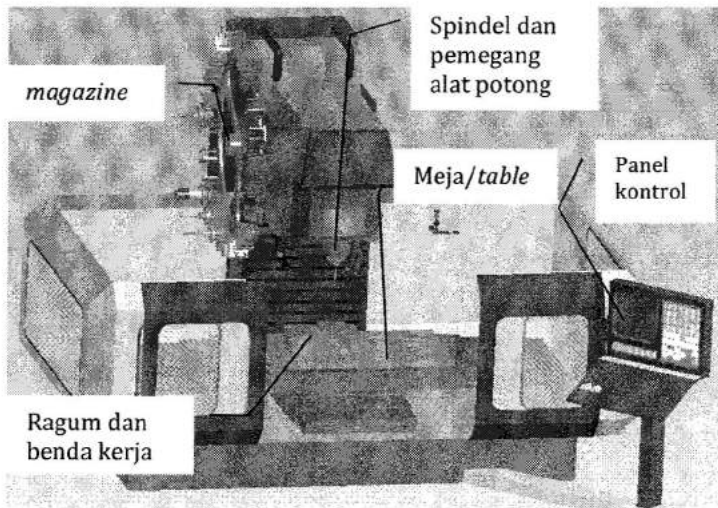 Spindel dan
pemegang
alat potong
magazine
Meja/table
Panel
kontrol
Ragum dan
benda kerja